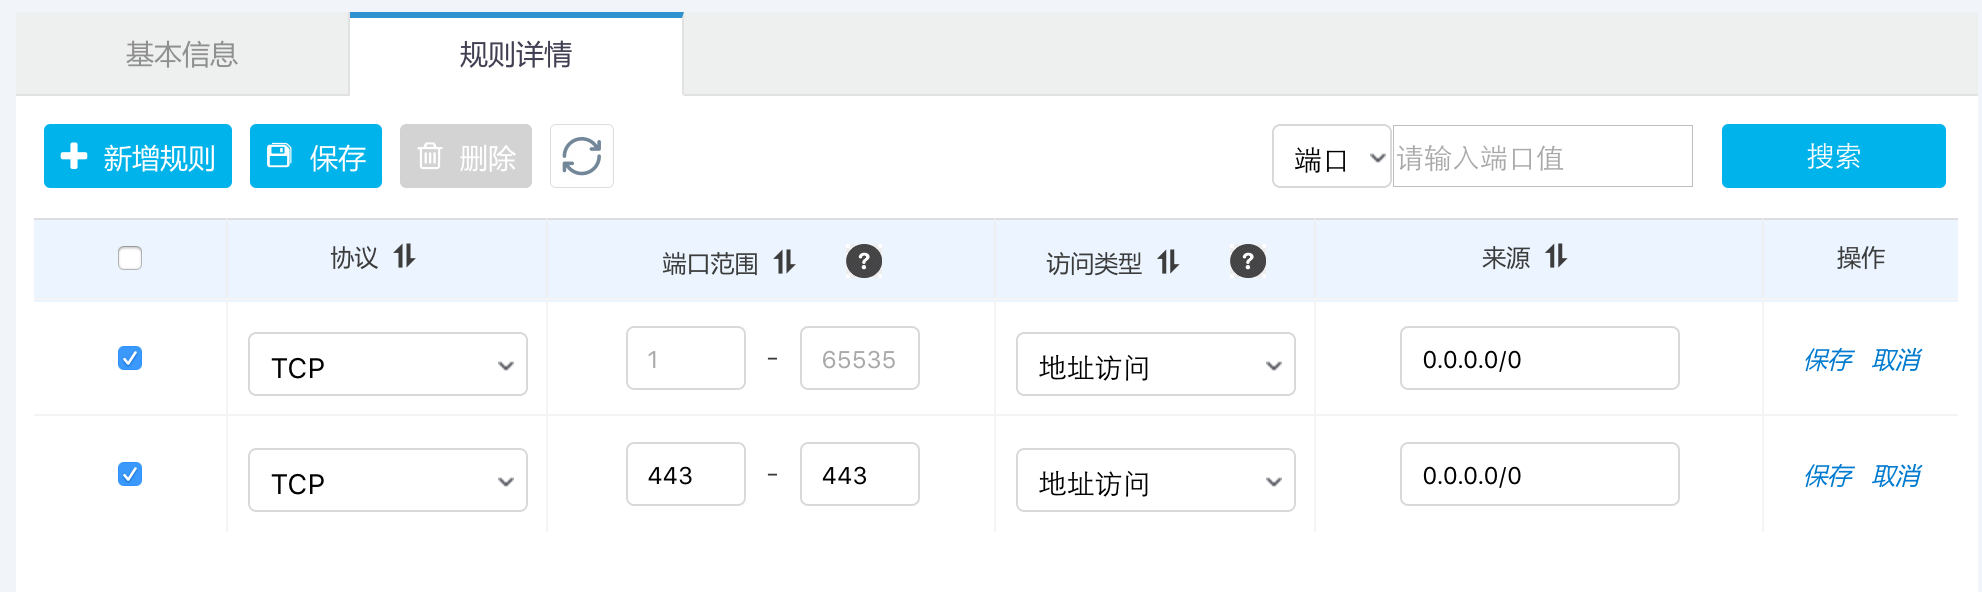 基本信息 规则详情
新增规则 保存 删除 端口 请输入端口值 搜索
协议 端口范围 ? 访问类型 ? 来源 操作
TCP 1 - 65535 地址访问 0.0.0.0/0 保存 取消
TCP 443 - 443 地址访问 0.0.0.0/0 保存 取消